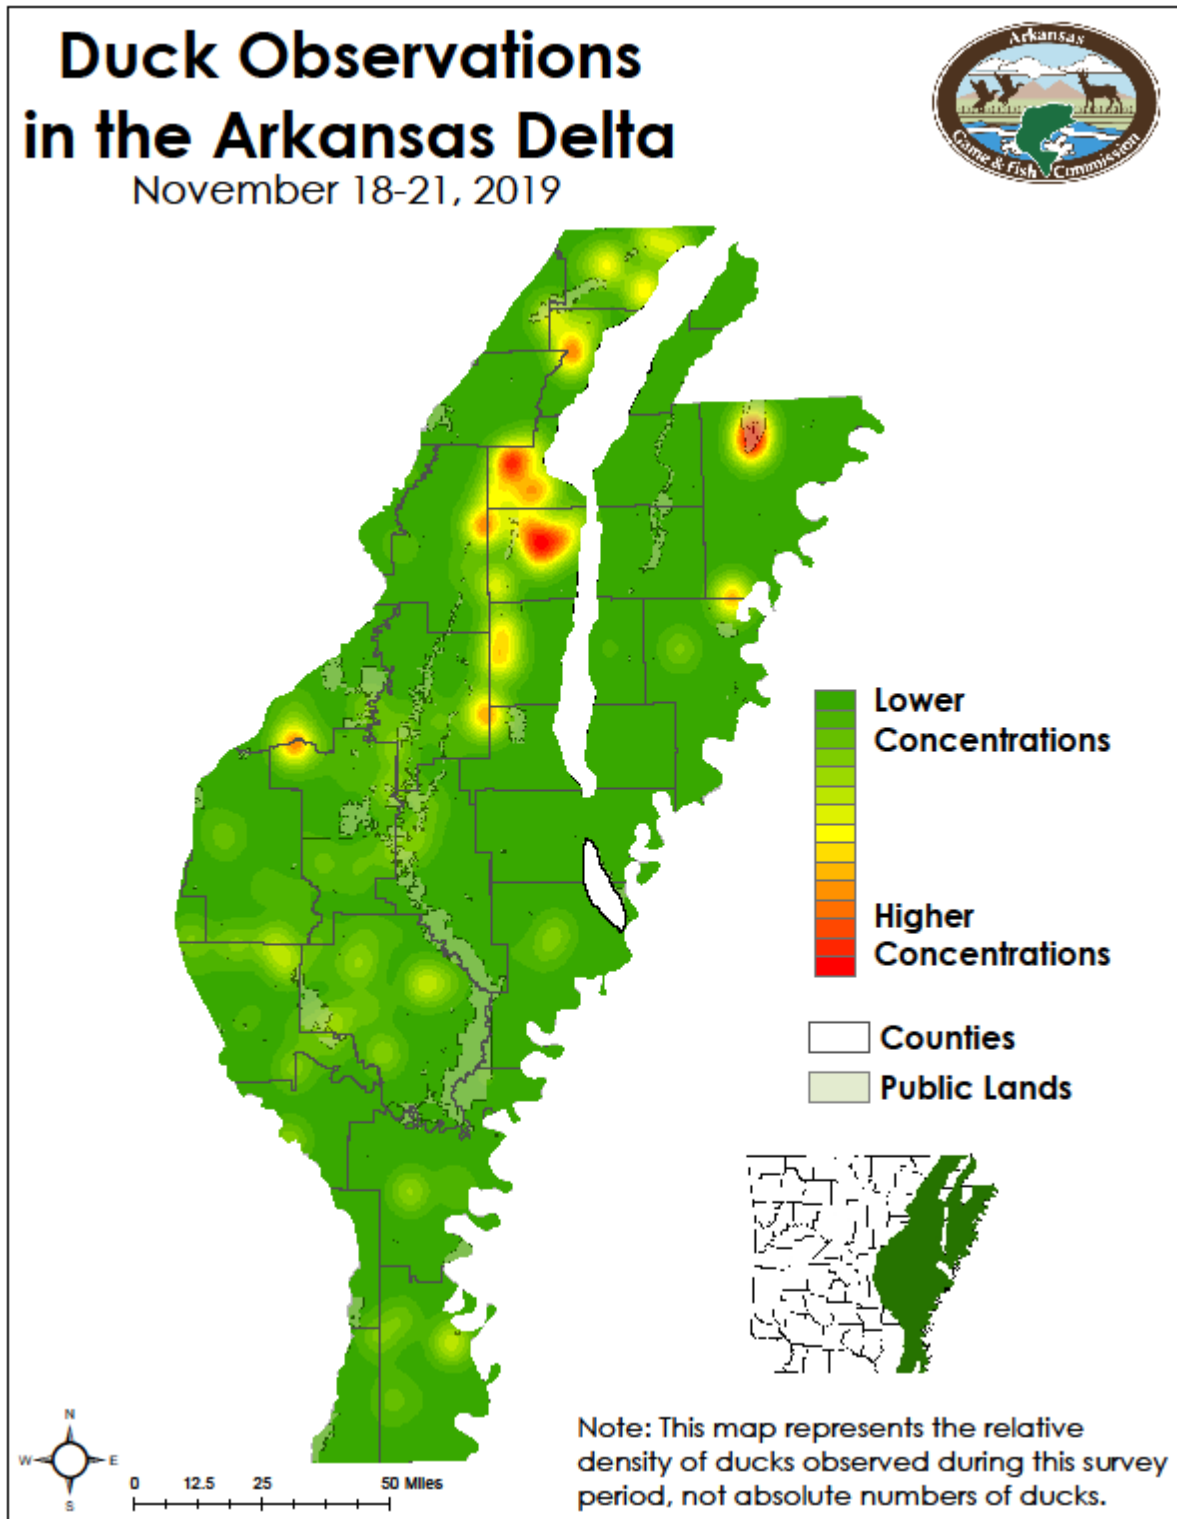 Duck Observations
in the Arkansas Delta
November 18-21, 2019
Arkansas
Game & Fish Commission
Lower
Concentrations
Higher
Concentrations
Counties
Public Lands
N
W E
S
0 12.5 25 50 Miles
Note: This map represents the relative
density of ducks observed during this survey
period, not absolute numbers of ducks.